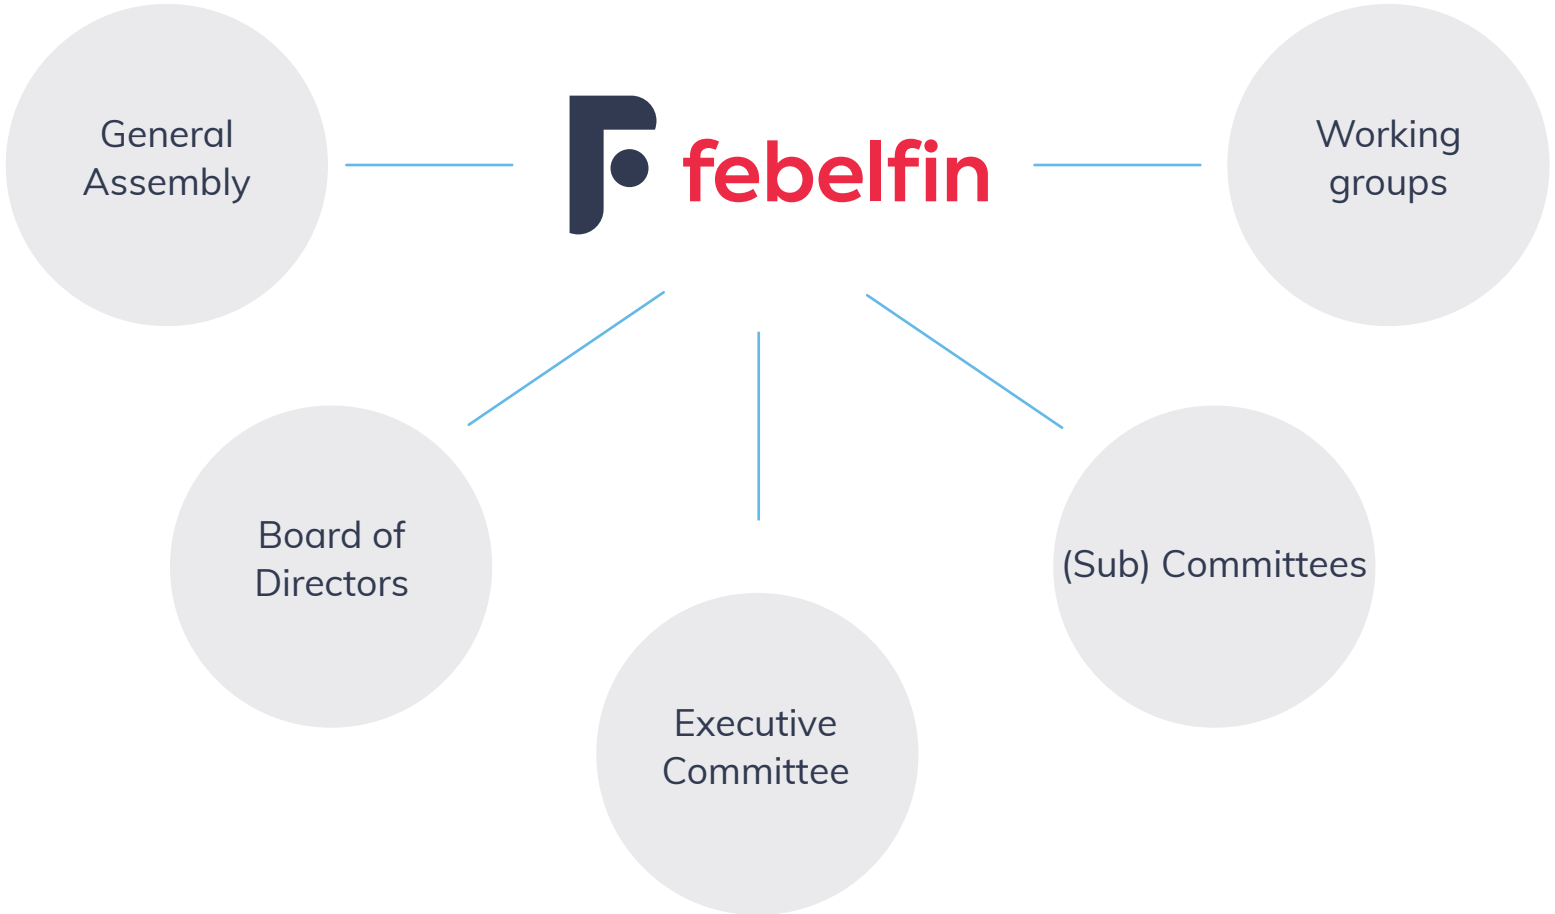 General
Assembly
febelfin
Working
groups
Board of
Directors
(Sub) Committees
Executive
Committee